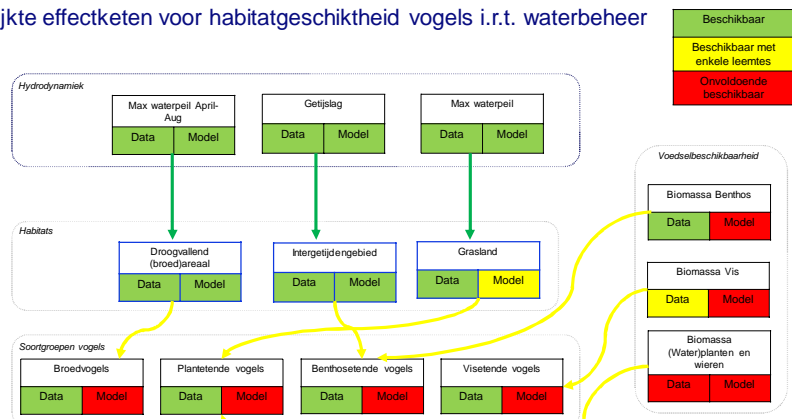 jkte effectketen voor habitatgeschiktheid vogels i.r.t. waterbeheer
Beschikbaar
Beschikbaar met
enkele leemtes
Onvoldoende
beschikbaar
Hydrodynamiek
Max waterpeil April-
Aug
Data Model
Getijslag
Data Model
Max waterpeil
Data Model
Voedselbeschikbaarheid
Biomassa Benthos
Data Model
Biomassa Vis
Data Model
Biomassa
(Water)planten en
wieren
Data Model
Habitats
Droogvallend
(broed)areaal
Data Model
Intergetijdengebied
Data Model
Grasland
Data Model
Soortgroepen vogels
Broedvogels
Data Model
Plantetende vogels
Data Model
Benthosetende vogels
Data Model
Visetende vogels
Data Model